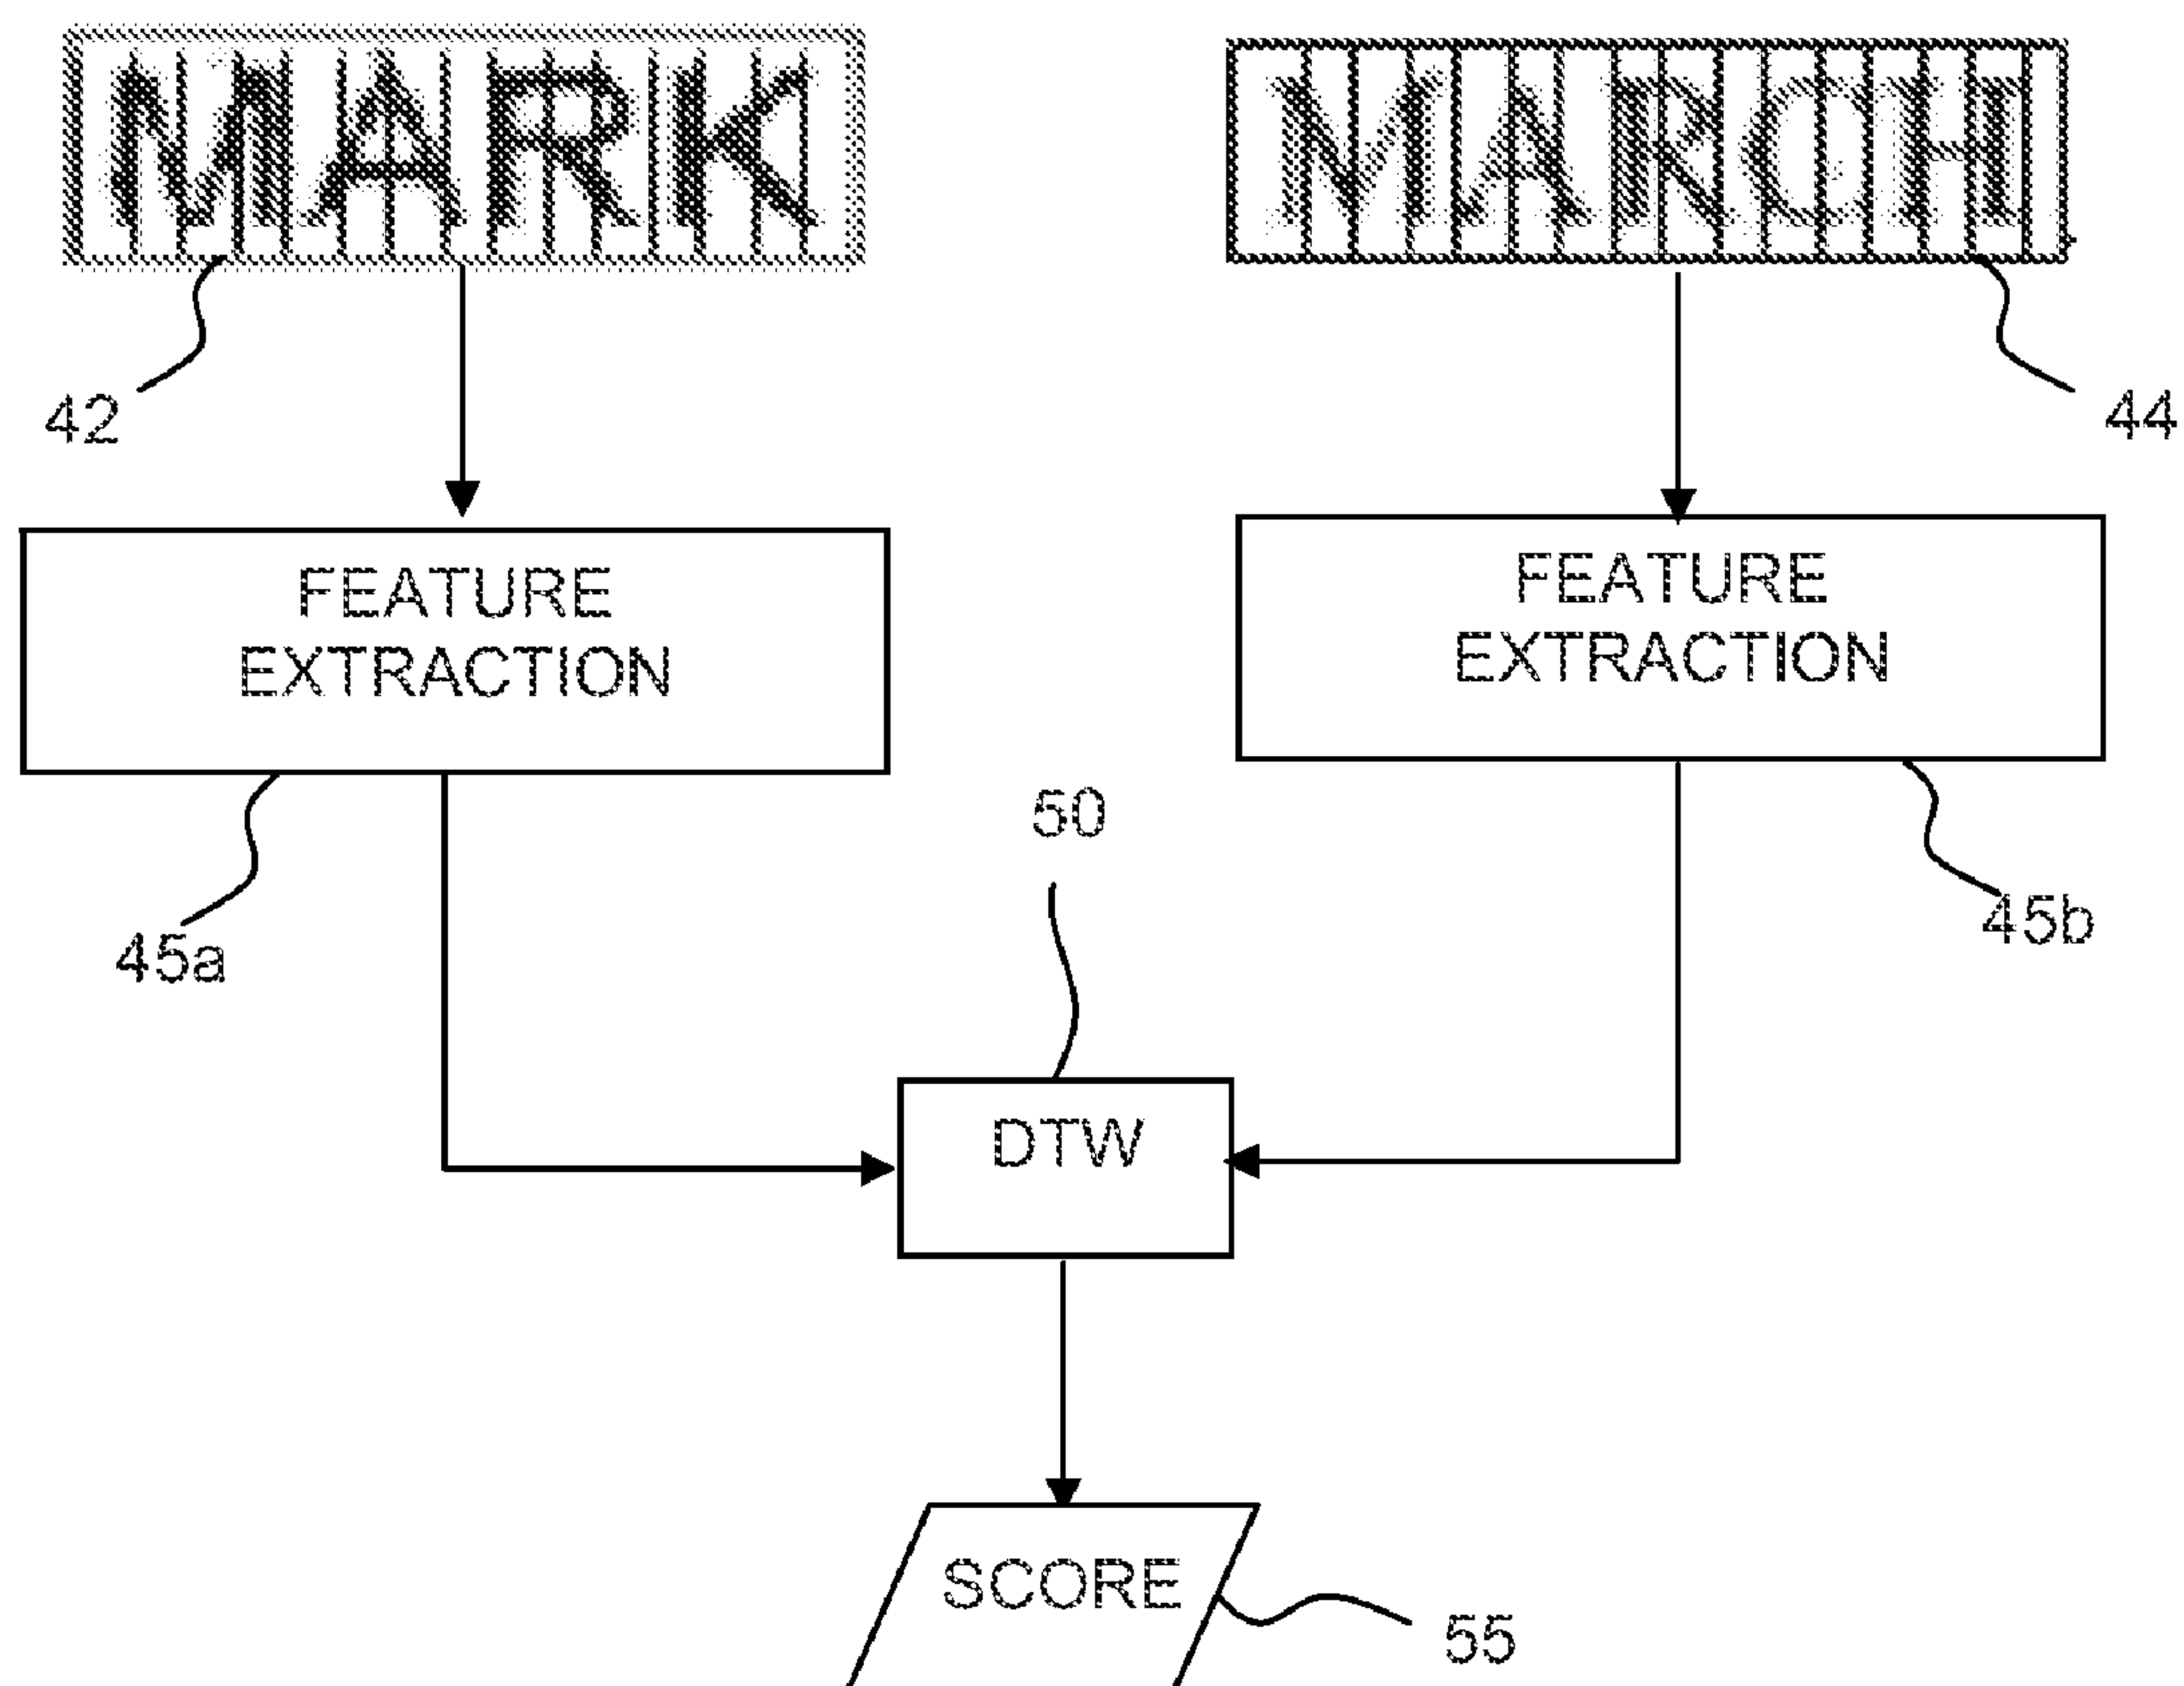 MARK
MARCH
42
44
FEATURE
EXTRACTION
FEATURE
EXTRACTION
45a
50
45b
DTW
SCORE
55